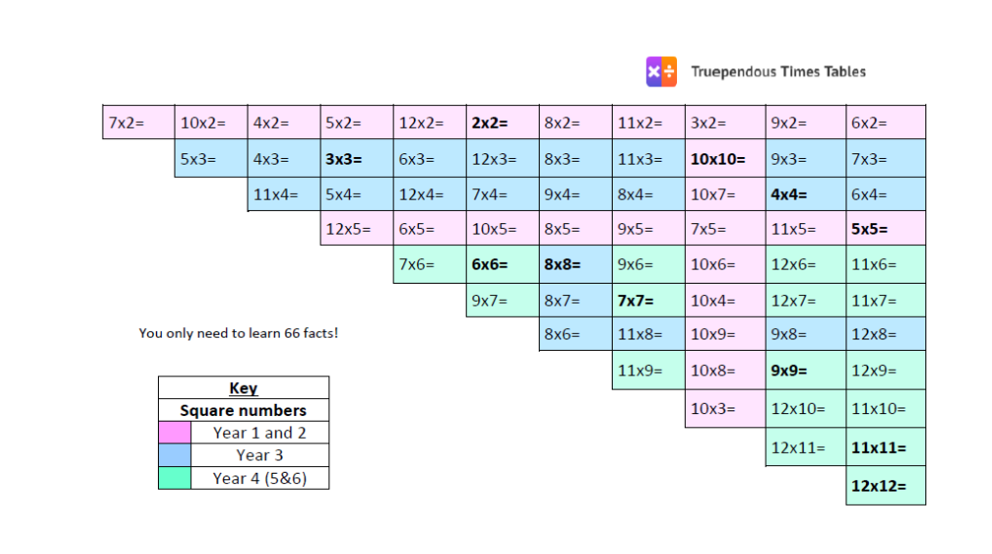 Truependous Times Tables
7x2= 10x2= 4x2= 5x2= 12x2= 2x2= 8x2= 11x2= 3x2= 9x2= 6x2=
5x3= 4x3= 3x3= 6x3= 12x3= 8x3= 11x3= 10x10= 9x3= 7x3=
11x4= 5x4= 12x4= 7x4= 9x4= 8x4= 10x7= 4x4= 6x4=
12x5= 6x5= 10x5= 8x5= 9x5= 7x5= 11x5= 5x5=
7x6= 6x6= 8x8= 9x6= 10x6= 12x6= 11x6=
9x7= 8x7= 7x7= 10x4= 12x7= 11x7=
You only need to learn 66 facts!
8x6= 11x8= 10x9= 9x8= 12x8=
11x9= 10x8= 9x9= 12x9=
10x3= 12x10= 11x10=
12x11= 11x11=
12x12=
Key
Square numbers
Year 1 and 2
Year 3
Year 4 (5&6)